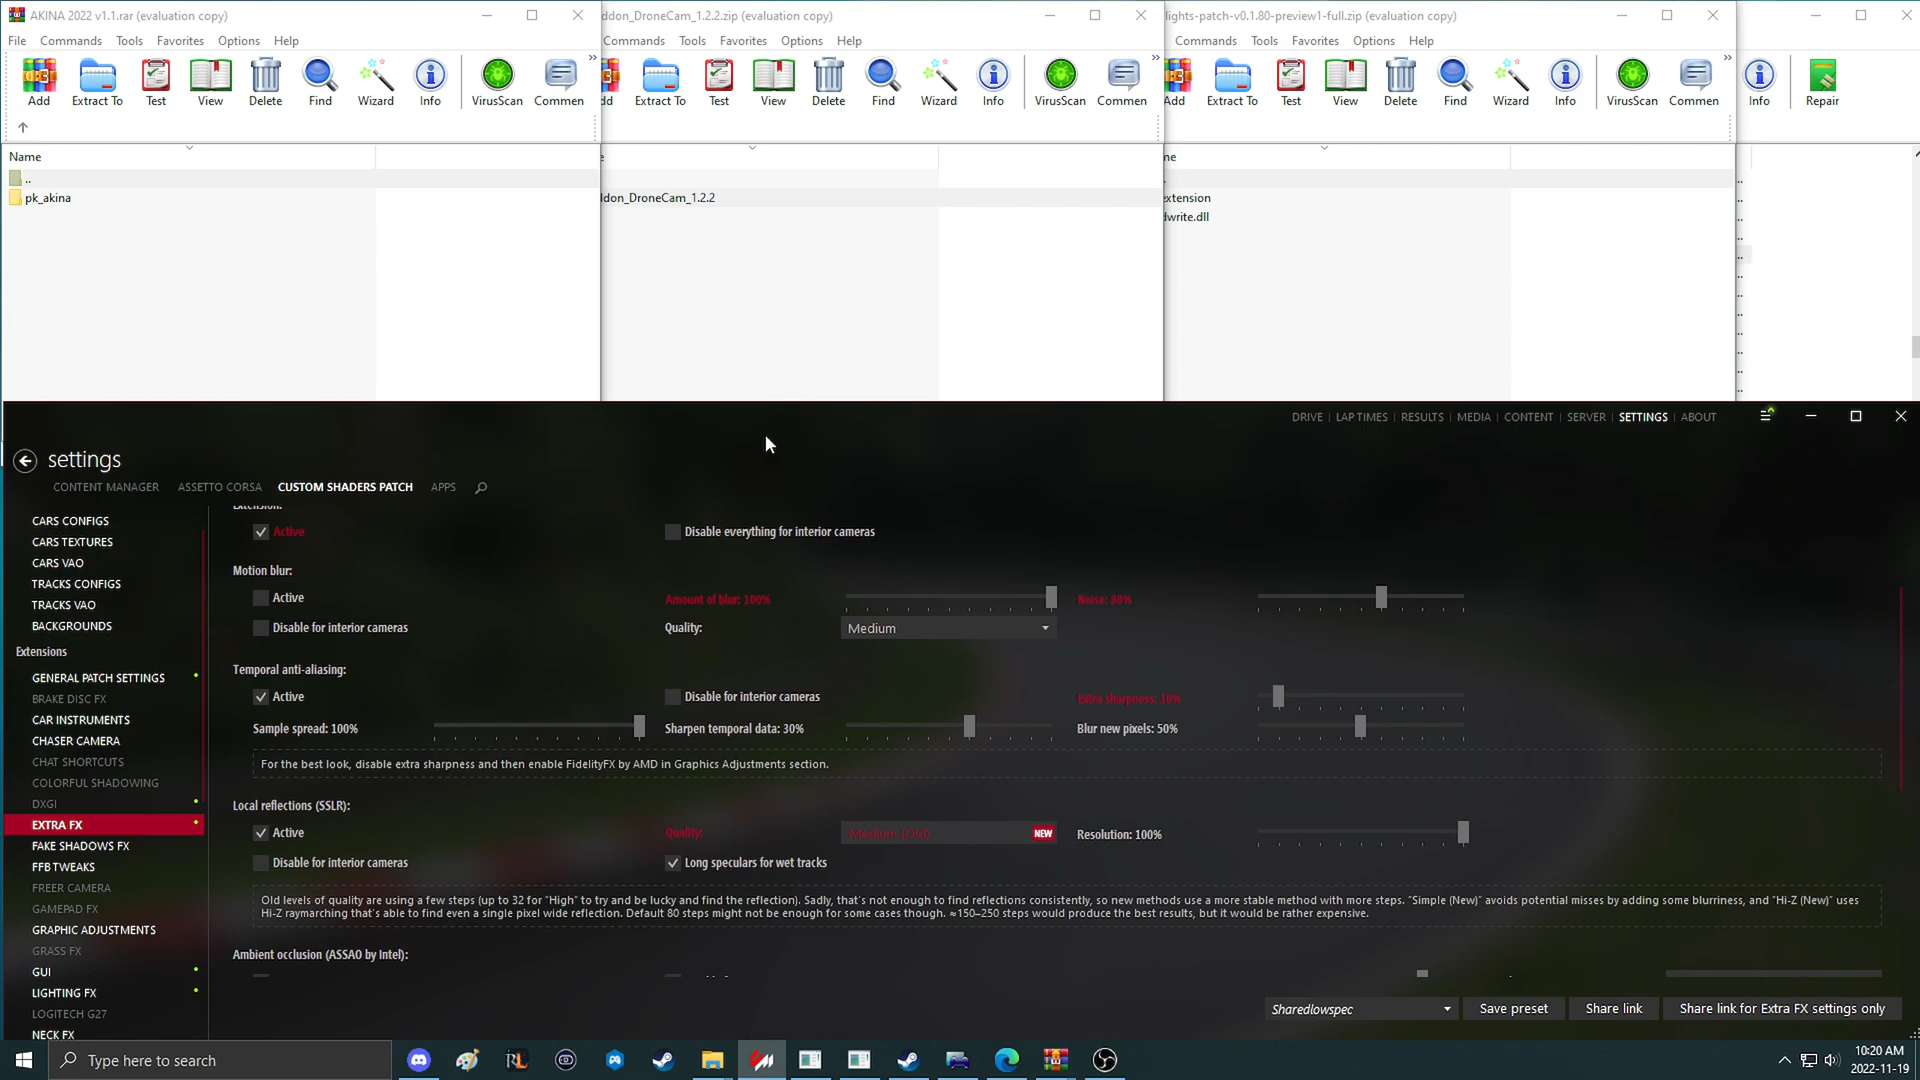 AKINA 2022 v1.1.rar (evaluation copy)
ddon_DroneCam_1.2.2.zip (evaluation copy)
lights-patch-v0.1.80-preview1-full.zip (evaluation copy)
File Commands Tools Favorites Options Help
Commands Tools Favorites Options Help
Commands Tools Favorites Options Help
Add Extract To Test View Delete Find Wizard Info VirusScan Commen
dd Extract To Test View Delete Find Wizard Info VirusScan Commen
Add Extract To Test View Delete Find Wizard Info VirusScan Commen
Info Repair
Name
e
me
..
pk_akina
ddon_DroneCam_1.2.2
extension
dwrite.dll
DRIVE | LAP TIMES | RESULTS | MEDIA | CONTENT | SERVER | SETTINGS | ABOUT
settings
CONTENT MANAGER ASSETTO CORSA CUSTOM SHADERS PATCH APPS
CARS CONFIGS
CARS TEXTURES
CARS VAO
TRACKS CONFIGS
TRACKS VAO
BACKGROUNDS
Extensions
GENERAL PATCH SETTINGS
BRAKE DISC FX
CAR INSTRUMENTS
CHASER CAMERA
CHAT SHORTCUTS
COLORFUL SHADOWING
DXGI
EXTRA FX
FAKE SHADOWS FX
FFB TWEAKS
FREER CAMERA
GAMEPAD FX
GRAPHIC ADJUSTMENTS
GRASS FX
GUI
LIGHTING FX
LOGITECH G27
NECK FX
Extension:
Active
Disable everything for interior cameras
Motion blur:
Active
Amount of blur: 100%
Noise: 80%
Disable for interior cameras
Quality:
Medium
Temporal anti-aliasing:
Active
Disable for interior cameras
Extra sharpness: 10%
Sample spread: 100%
Sharpen temporal data: 30%
Blur new pixels: 50%
For the best look, disable extra sharpness and then enable FidelityFX by AMD in Graphics Adjustments section.
Local reflections (SSLR):
Active
Quality:
Medium (Old)
NEW
Resolution: 100%
Disable for interior cameras
Long speculars for wet tracks
Old levels of quality are using a few steps (up to 32 for "High" to try and be lucky and find the reflection). Sadly, that's not enough to find reflections consistently, so new methods use a more stable method with more steps. "Simple (New)" avoids potential misses by adding some blurriness, and "Hi-Z (New)" uses
Hi-Z raymarching that's able to find even a single pixel wide reflection. Default 80 steps might not be enough for some cases though. ≈150–250 steps would produce the best results, but it would be rather expensive.
Ambient occlusion (ASSAO by Intel):
Sharedlowspec
Save preset
Share link
Share link for Extra FX settings only
Type here to search
RL
10:20 AM
2022-11-19